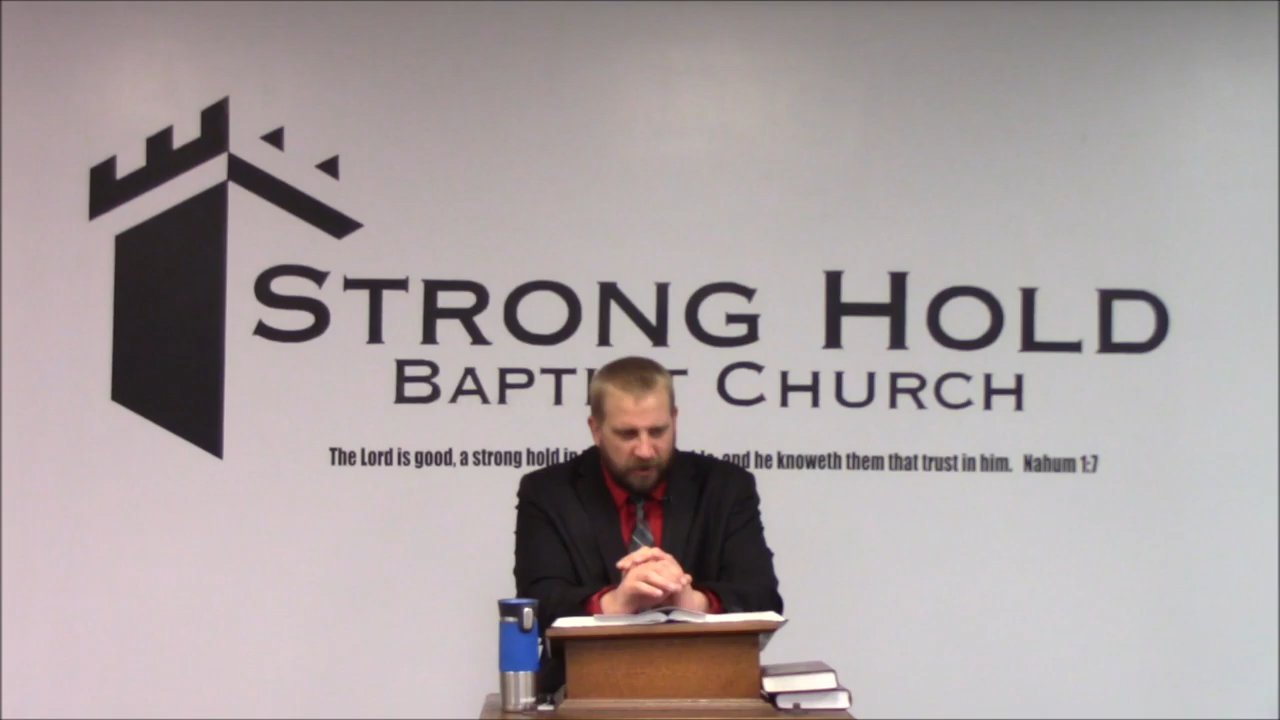 STRONG HOLD
BAPTIST CHURCH
The Lord is good, a strong hold in and he knoweth them that trust in him. Nahum 1:7